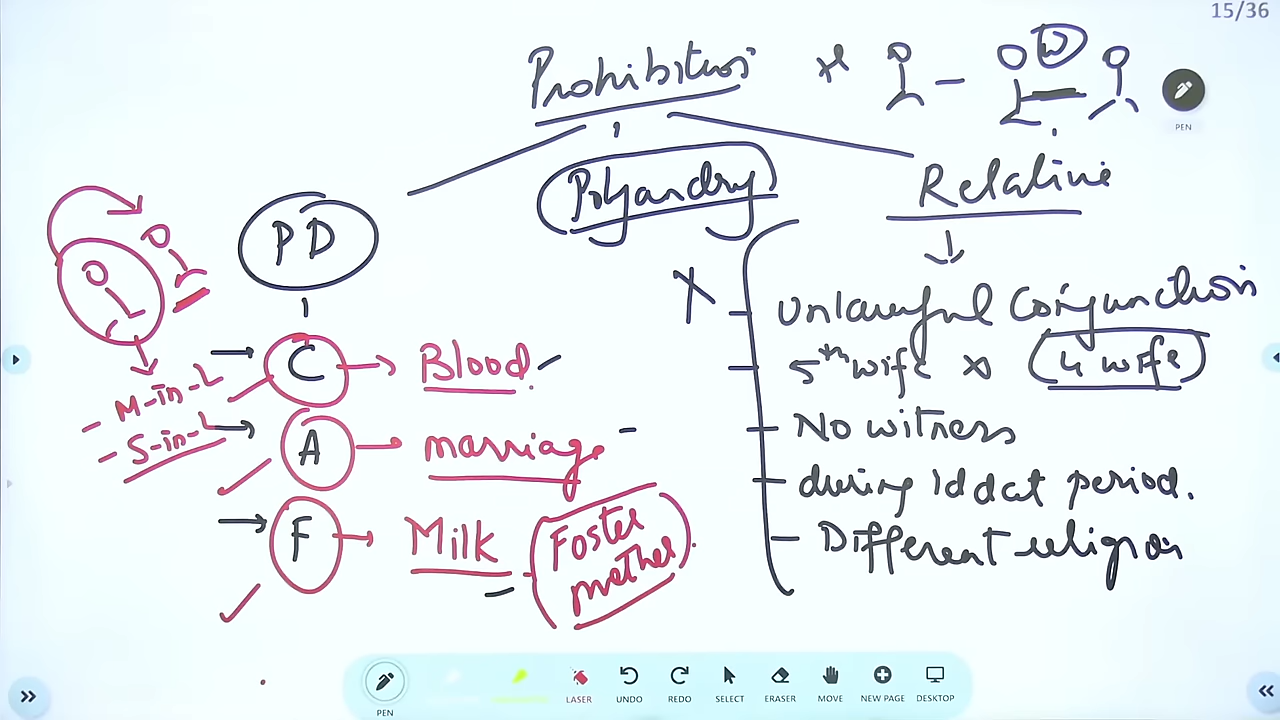 15/36
Prohibitions
H
W
PEN
Polyandry
Relative
PD
Unlawful Conjunction
C → Blood
5th wife x 4 wife
M-in-L
S-in-L
A → marriage
No witness
during Iddat period.
F → Milk
Foster mother
Different religion
PEN
LASER
UNDO
REDO
SELECT
ERASER
MOVE
NEW PAGE
DESKTOP